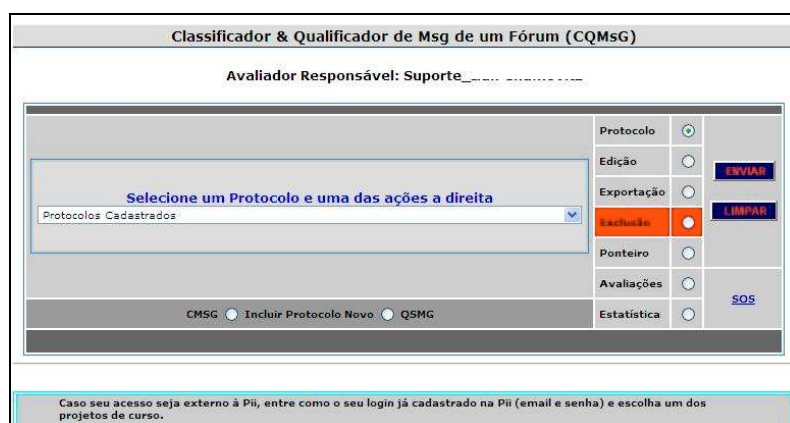 Classificador & Qualificador de Msg de um Fórum (CQMsG)
Avaliador Responsável: Suporte_
Protocolo
Edição
ENVIAR
Selecione um Protocolo e uma das ações a direita
Exportação
Protocolos Cadastrados
Exclusão
LIMPAR
Ponteiro
Avaliações
SOS
CMSG Incluir Protocolo Novo QSMG
Estatística
Caso seu acesso seja externo à Pii, entre como o seu login já cadastrado na Pii (email e senha) e escolha um dos
projetos de curso.